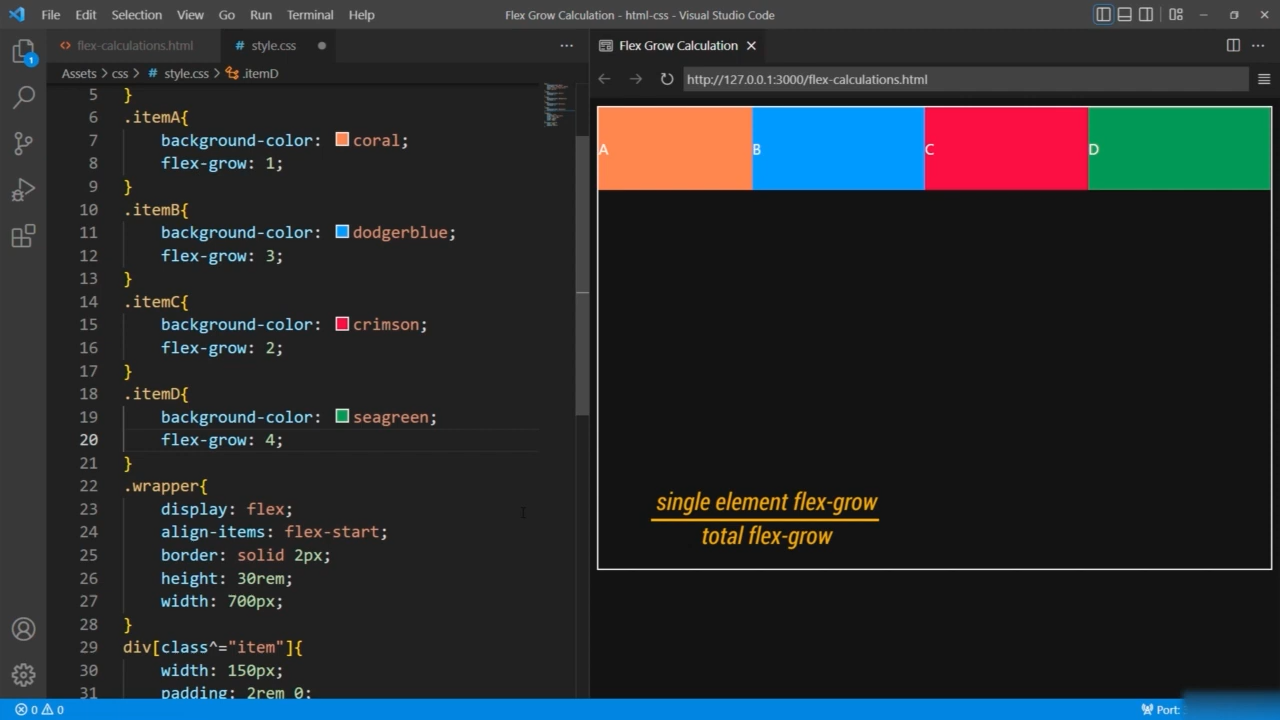 File Edit Selection View Go Run Terminal Help
Flex Grow Calculation - html-css - Visual Studio Code
<> flex-calculations.html
# style.css
Flex Grow Calculation
Assets > css > # style.css > .itemD
http://127.0.0.1:3000/flex-calculations.html
1
5 }
6 .itemA{
7 background-color: coral;
8 flex-grow: 1;
9 }
10 .itemB{
11 background-color: dodgerblue;
12 flex-grow: 3;
13 }
14 .itemC{
15 background-color: crimson;
16 flex-grow: 2;
17 }
18 .itemD{
19 background-color: seagreen;
20 flex-grow: 4;
21 }
22 .wrapper{
23 display: flex;
24 align-items: flex-start;
25 border: solid 2px;
26 height: 30rem;
27 width: 700px;
28 }
29 div[class^="item"]{
30 width: 150px;
31 padding: 2rem 0;
A B C D
single element flex-grow
total flex-grow
0 0
Port: